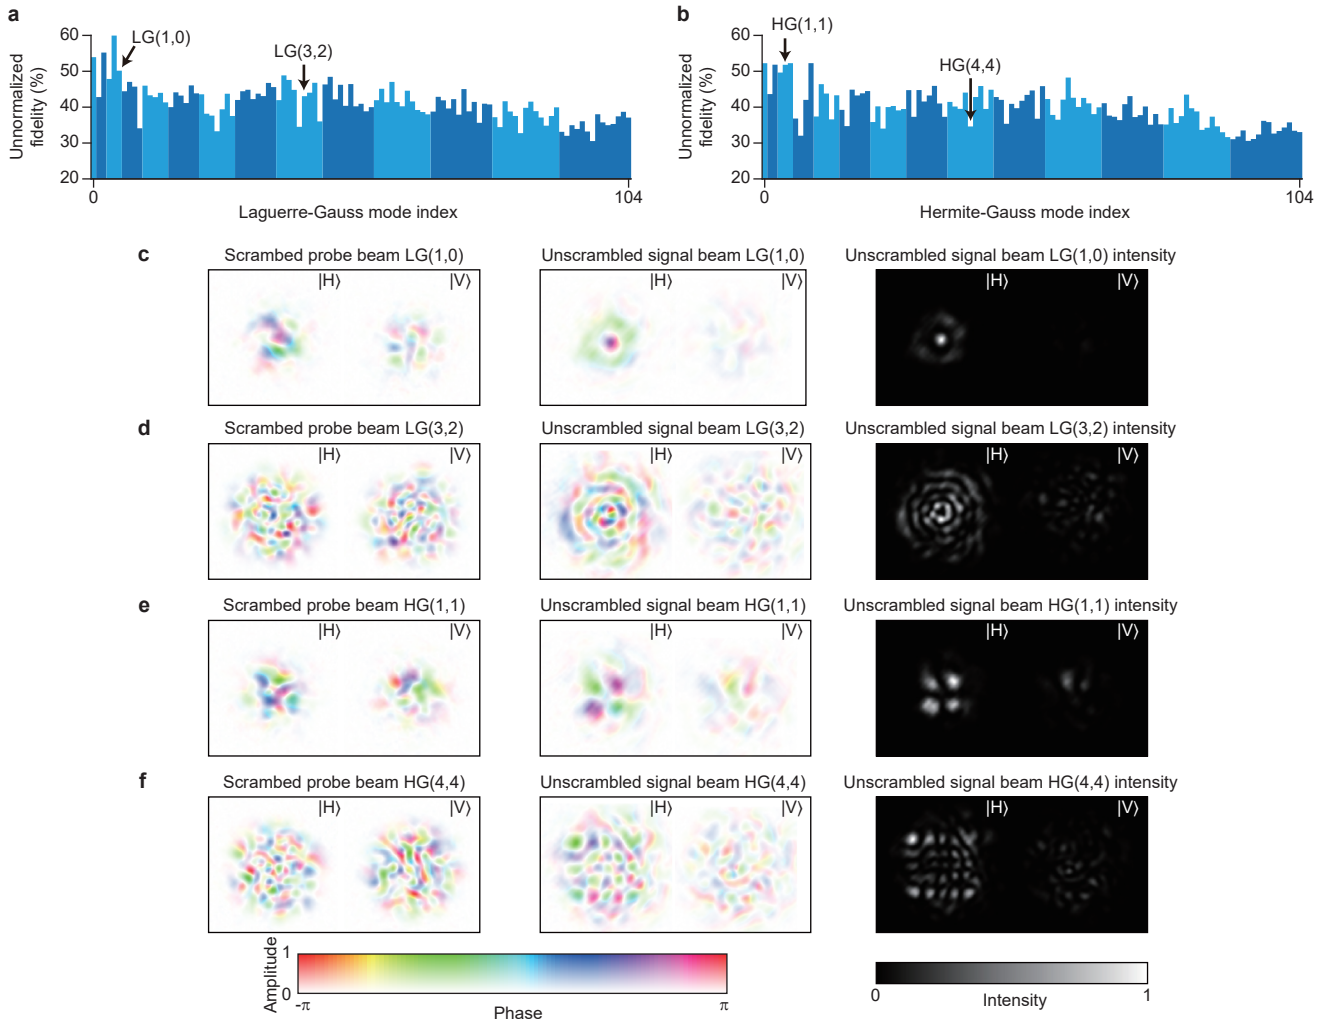 a
b
60
50
40
30
20
Unnormalized
fidelity (%)
LG(1,0)
LG(3,2)
0
104
Laguerre-Gauss mode index
60
50
40
30
20
Unnormalized
fidelity (%)
HG(1,1)
HG(4,4)
0
104
Hermite-Gauss mode index
c
Scrambed probe beam LG(1,0)
Unscrambled signal beam LG(1,0)
Unscrambled signal beam LG(1,0) intensity
|H⟩ |V⟩
|H⟩ |V⟩
|H⟩ |V⟩
d
Scrambed probe beam LG(3,2)
Unscrambled signal beam LG(3,2)
Unscrambled signal beam LG(3,2) intensity
|H⟩ |V⟩
|H⟩ |V⟩
|H⟩ |V⟩
e
Scrambed probe beam HG(1,1)
Unscrambled signal beam HG(1,1)
Unscrambled signal beam HG(1,1) intensity
|H⟩ |V⟩
|H⟩ |V⟩
|H⟩ |V⟩
f
Scrambed probe beam HG(4,4)
Unscrambled signal beam HG(4,4)
Unscrambled signal beam HG(4,4) intensity
|H⟩ |V⟩
|H⟩ |V⟩
|H⟩ |V⟩
Amplitude
1
0
-π
π
Phase
0
1
Intensity